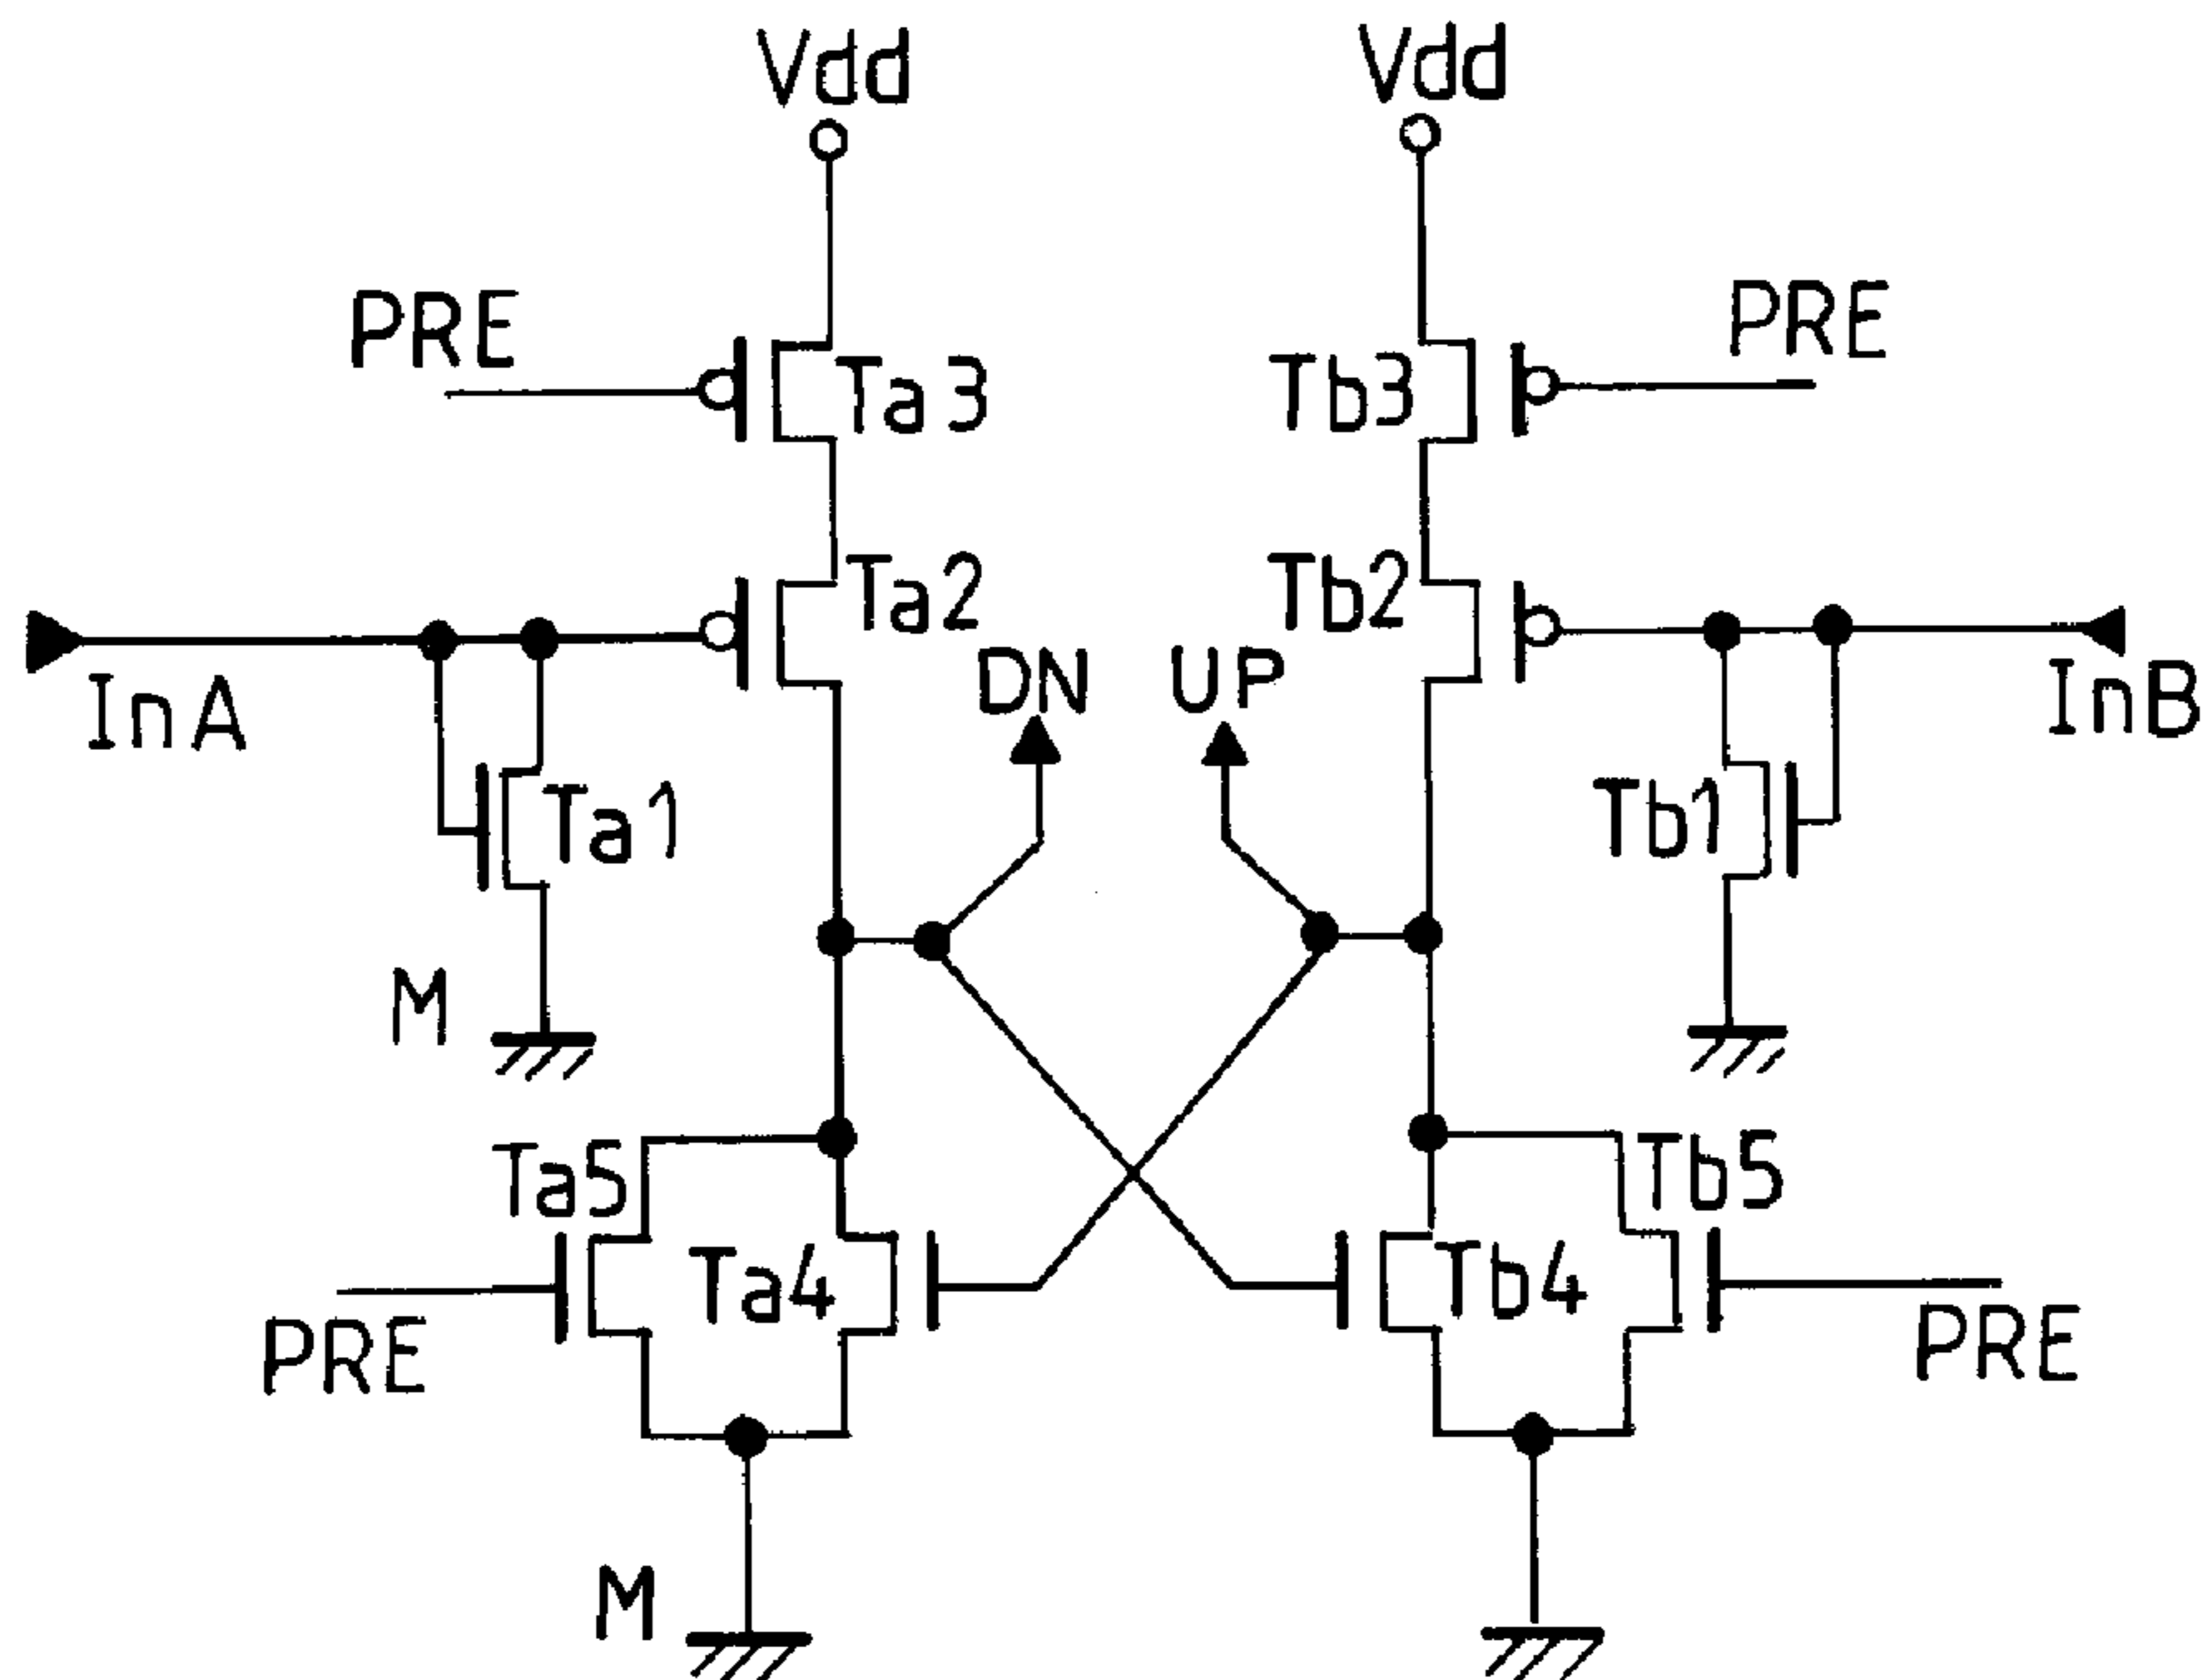 Vdd
Vdd
PRE
PRE
Ta3
Tb3
Ta2
Tb2
DN
UP
InA
InB
Ta1
Tb1
M
Ta5
Tb5
Ta4
Tb4
PRE
PRE
M